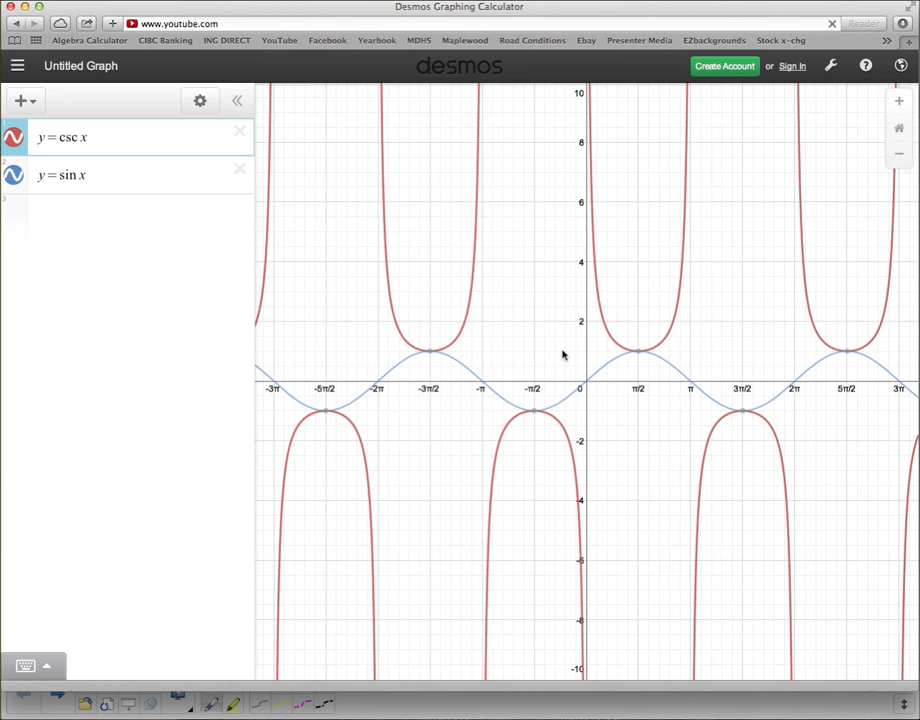 Desmos Graphing Calculator
www.youtube.com
Reader
Algebra Calculator CIBC Banking ING DIRECT YouTube Facebook Yearbook MDHS Maplewood Road Conditions Ebay Presenter Media EZbackgrounds Stock x-chg
Untitled Graph desmos Create Account or Sign In
1
y = csc x
2
y = sin x
3
10
8
6
4
2
-3π -5π/2 -2π -3π/2 -π -π/2 0 π/2 π 3π/2 2π 5π/2 3π
-2
-4
-6
-8
-10